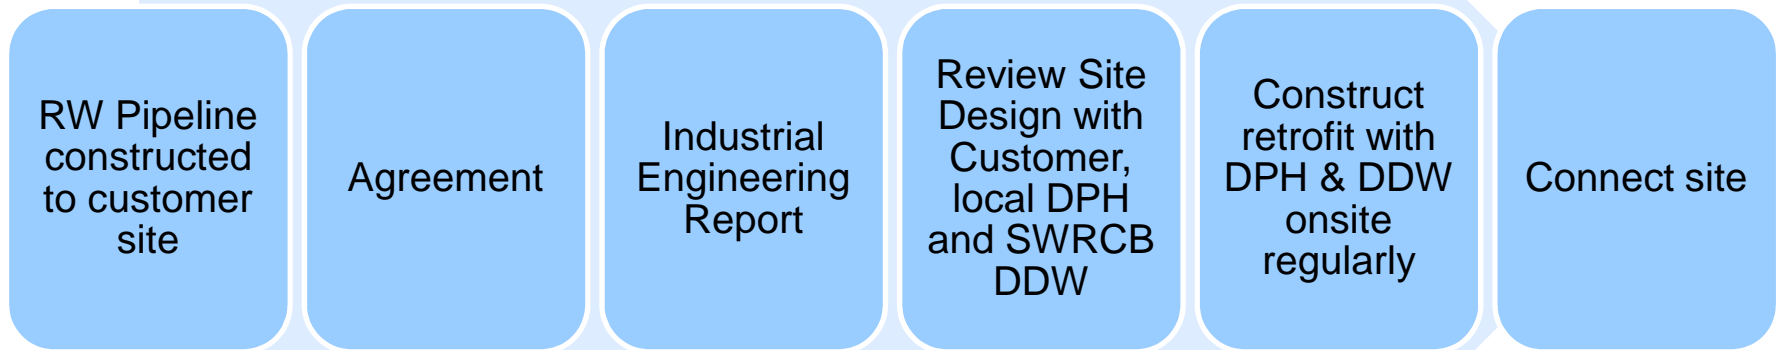 RW Pipeline
constructed
to customer
site
Agreement
Industrial
Engineering
Report
Review Site
Design with
Customer,
local DPH
and SWRCB
DDW
Construct
retrofit with
DPH & DDW
onsite
regularly
Connect site